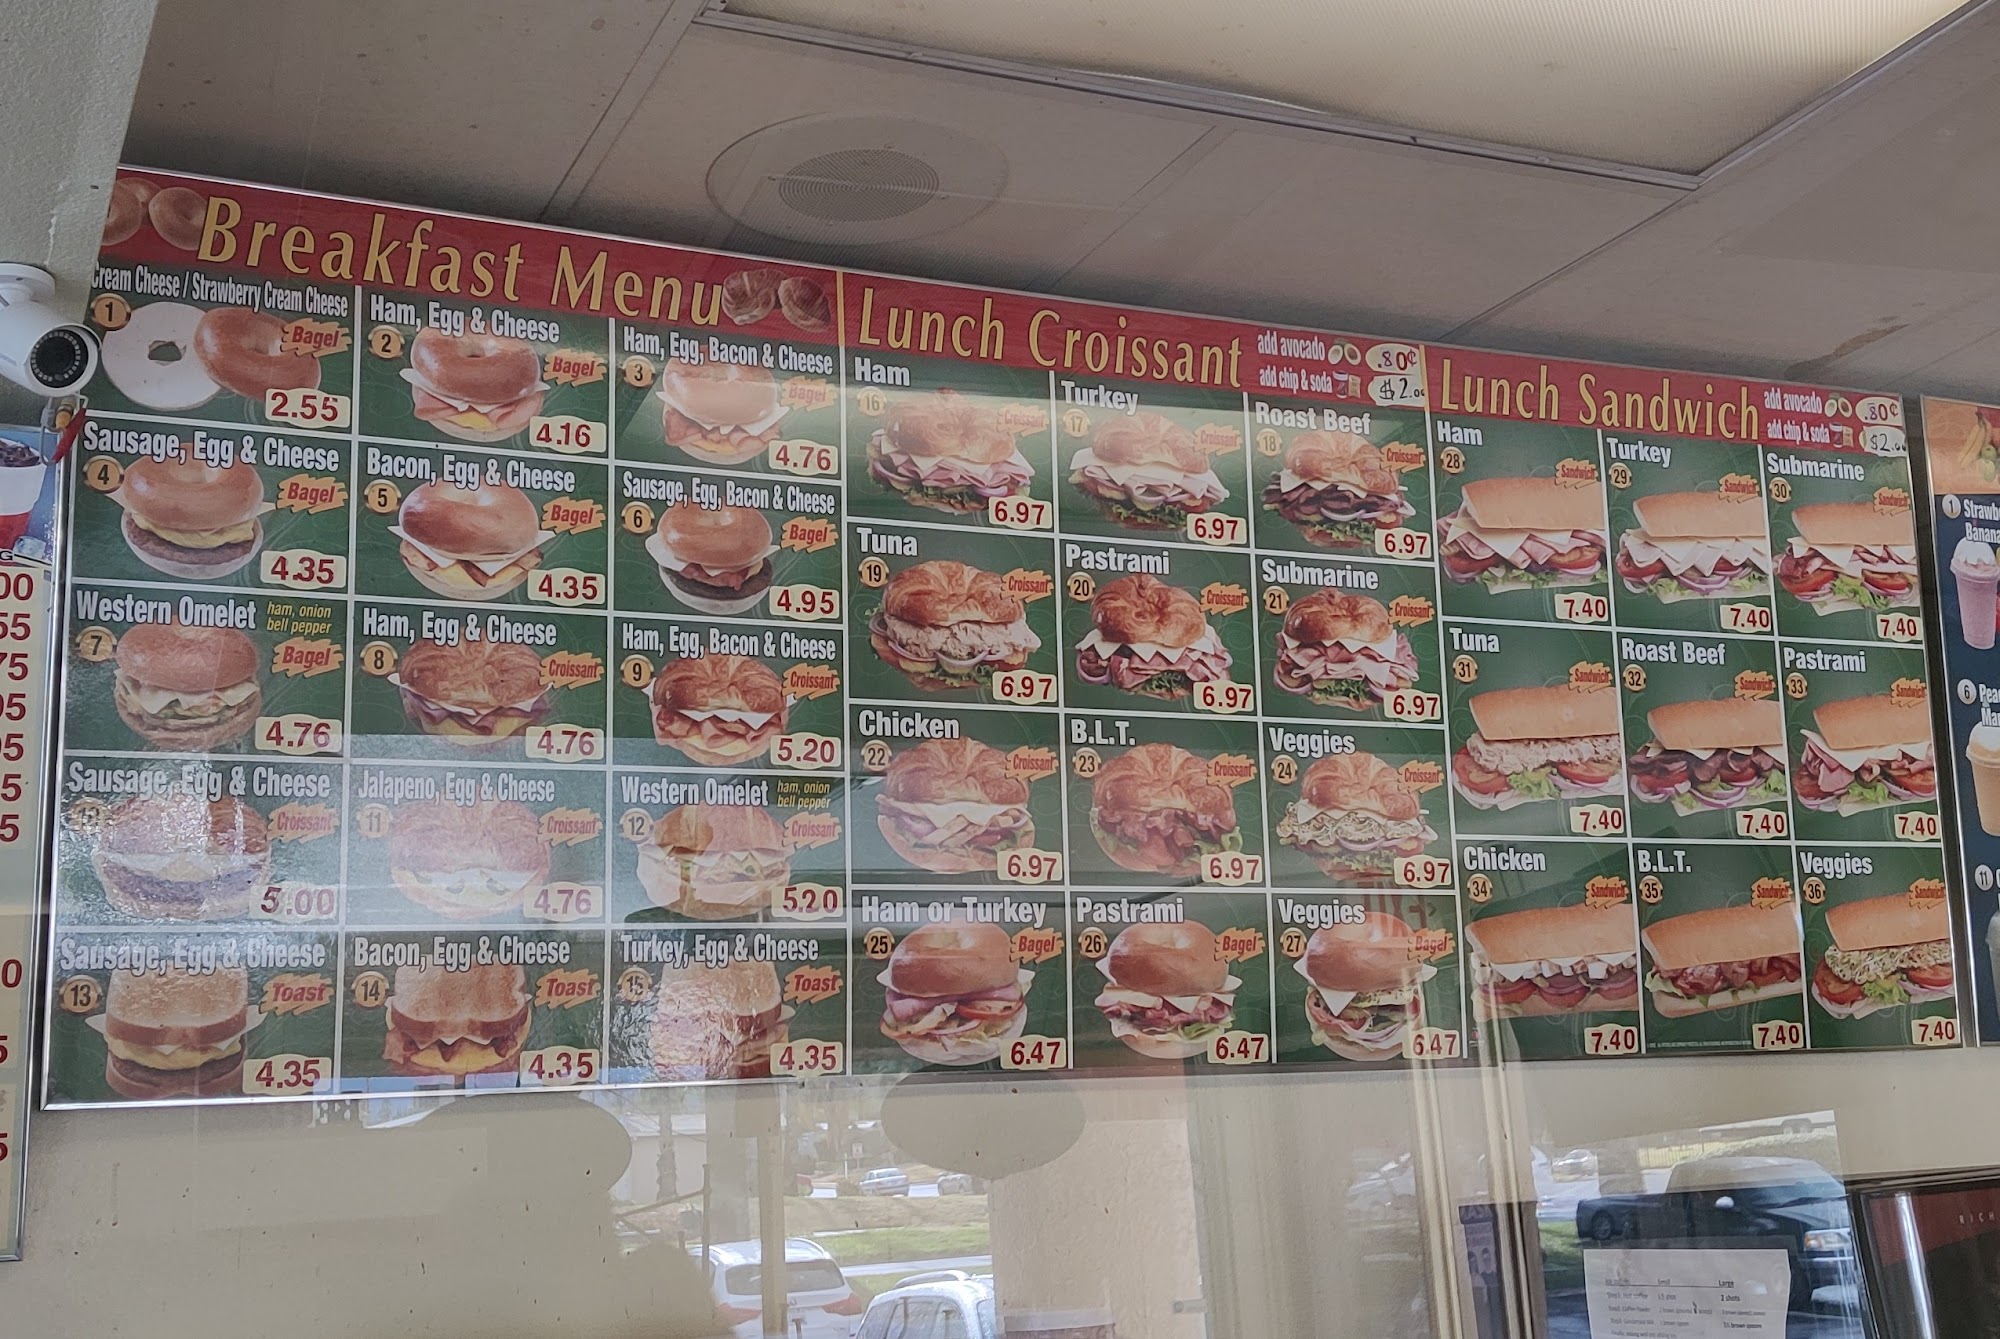 Breakfast Menu
Cream Cheese / Strawberry Cream Cheese
1
Bagel
2.55
Ham, Egg & Cheese
2
Bagel
4.16
Ham, Egg, Bacon & Cheese
3
Bagel
4.76
Sausage, Egg & Cheese
4
Bagel
4.35
Bacon, Egg & Cheese
5
Bagel
4.35
Sausage, Egg, Bacon & Cheese
6
Bagel
4.95
Western Omelet
ham, onion
bell pepper
7
Bagel
4.76
Ham, Egg & Cheese
8
Croissant
4.76
Ham, Egg, Bacon & Cheese
9
Croissant
5.20
Sausage, Egg & Cheese
Croissant
5.00
Jalapeno, Egg & Cheese
11
Croissant
4.76
Western Omelet
ham, onion
bell pepper
12
Croissant
5.20
Sausage, Egg & Cheese
13
Toast
4.35
Bacon, Egg & Cheese
14
Toast
4.35
Turkey, Egg & Cheese
15
Toast
4.35
Lunch Croissant
add avocado .80¢
add chip & soda $2.00
Ham
16
Croissant
6.97
Turkey
17
Croissant
6.97
Roast Beef
18
Croissant
6.97
Tuna
19
Croissant
6.97
Pastrami
20
Croissant
6.97
Submarine
21
Croissant
6.97
Chicken
22
Croissant
6.97
B.L.T.
23
Croissant
6.97
Veggies
24
Croissant
6.97
Ham or Turkey
25
Bagel
6.47
Pastrami
26
Bagel
6.47
Veggies
27
Bagel
6.47
Lunch Sandwich
add avocado .80¢
add chip & soda $2.00
Ham
28
Sandwich
7.40
Turkey
29
Sandwich
7.40
Submarine
30
Sandwich
7.40
Tuna
31
Sandwich
7.40
Roast Beef
32
Sandwich
7.40
Pastrami
33
Sandwich
7.40
Chicken
34
Sandwich
7.40
B.L.T.
35
Sandwich
7.40
Veggies
36
Sandwich
7.40
1
6
11
Small Large
2 shots